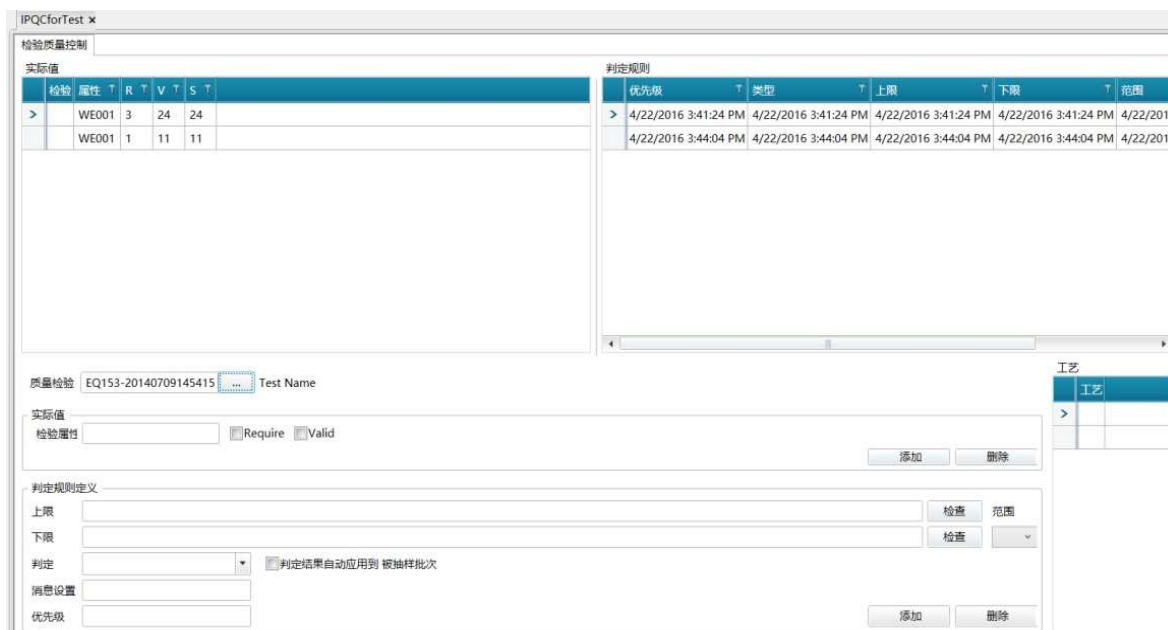 IPQCforTest ×
检验质量控制
实际值
检验 属性 R V S
WE001 3 24 24
WE001 1 11 11
判定规则
优先级 类型 上限 下限 范围
4/22/2016 3:41:24 PM 4/22/2016 3:41:24 PM 4/22/2016 3:41:24 PM 4/22/2016 3:41:24 PM 4/22/201
4/22/2016 3:44:04 PM 4/22/2016 3:44:04 PM 4/22/2016 3:44:04 PM 4/22/2016 3:44:04 PM 4/22/201
质量检验 EQ153-20140709145415 ... Test Name
实际值
检验属性 Require Valid
添加 删除
判定规则定义
上限 检查 范围
下限 检查
判定 判定结果自动应用到 被抽样批次
消息设置
优先级 添加 删除
工艺
工艺